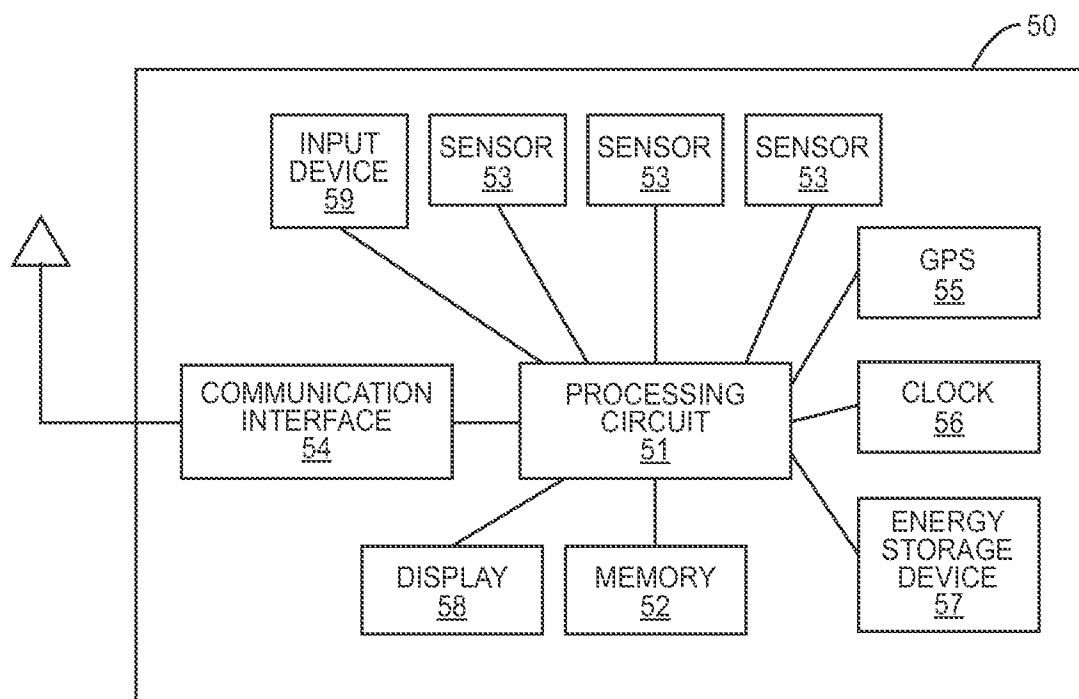 50
INPUT
DEVICE
59
SENSOR
53
SENSOR
53
SENSOR
53
GPS
55
COMMUNICATION
INTERFACE
54
PROCESSING
CIRCUIT
51
CLOCK
56
DISPLAY
58
MEMORY
52
ENERGY
STORAGE
DEVICE
57